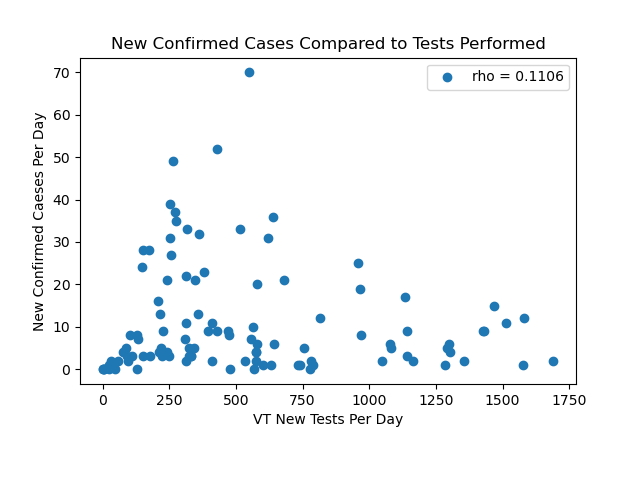 New Confirmed Cases Compared to Tests Performed
rho = 0.1106
New Confirmed Caeses Per Day
70
60
50
40
30
20
10
0
0 250 500 750 1000 1250 1500 1750
VT New Tests Per Day